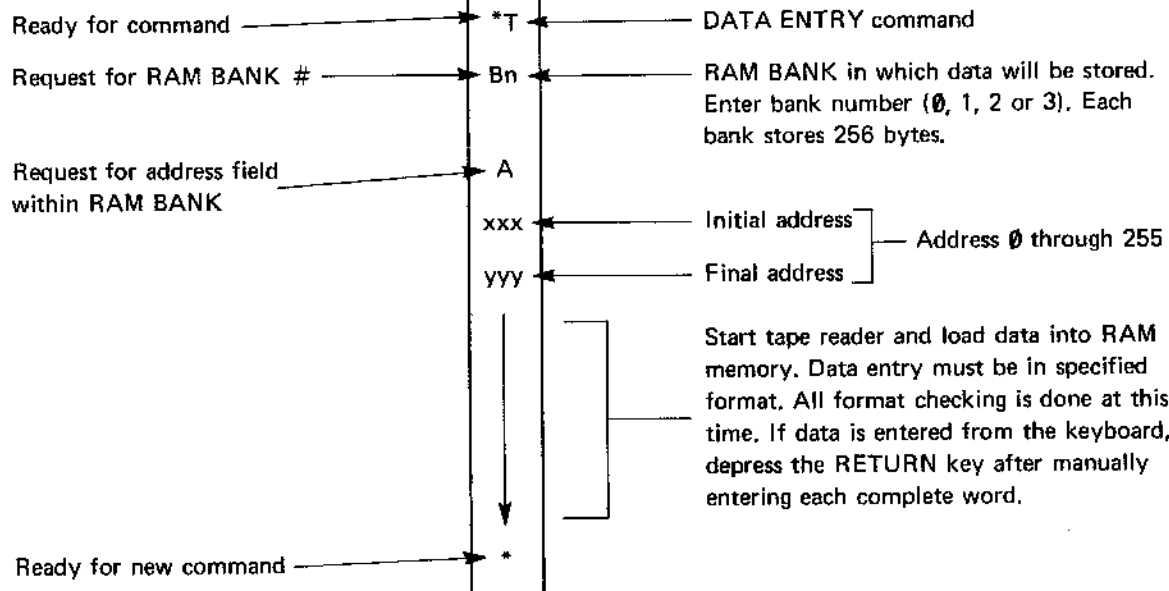 Ready for command
*T
DATA ENTRY command
Request for RAM BANK #
Bn
RAM BANK in which data will be stored.
Enter bank number (0, 1, 2 or 3). Each
bank stores 256 bytes.
Request for address field
within RAM BANK
A
xxx
Initial address
Address 0 through 255
yyy
Final address
Start tape reader and load data into RAM
memory. Data entry must be in specified
format. All format checking is done at this
time. If data is entered from the keyboard,
depress the RETURN key after manually
entering each complete word.
Ready for new command
*